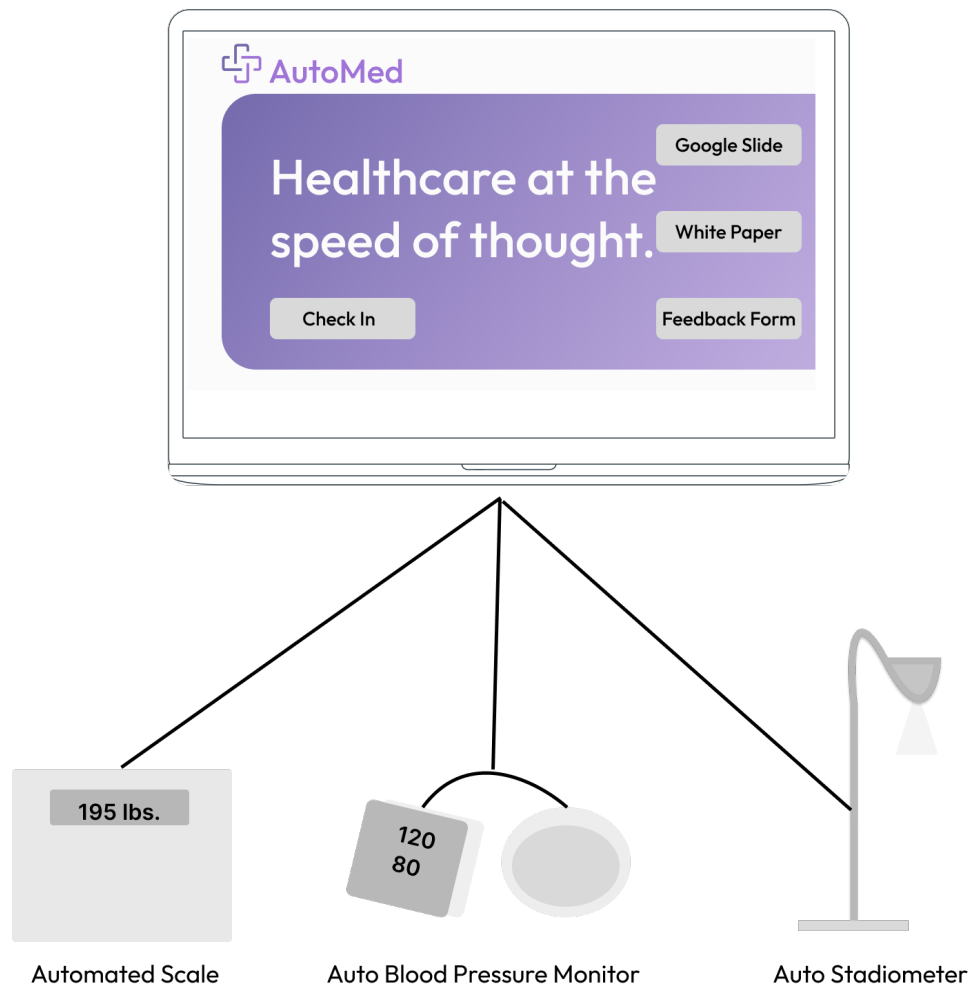 AutoMed
Google Slide
Healthcare at the
speed of thought.
White Paper
Check In
Feedback Form
195 lbs.
120
80
Automated Scale
Auto Blood Pressure Monitor
Auto Stadiometer